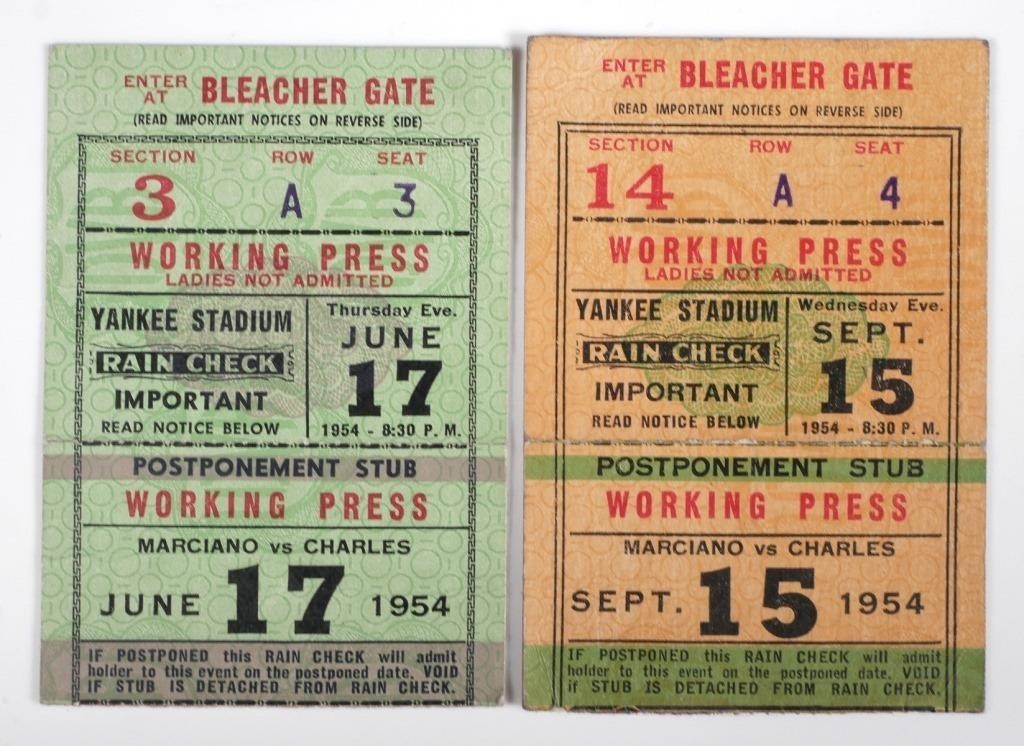 ENTER AT BLEACHER GATE
(READ IMPORTANT NOTICES ON REVERSE SIDE)
SECTION ROW SEAT
3 A 3
WORKING PRESS
LADIES NOT ADMITTED
YANKEE STADIUM
RAIN CHECK
IMPORTANT
READ NOTICE BELOW
Thursday Eve.
JUNE
17
1954 - 8:30 P. M.
POSTPONEMENT STUB
WORKING PRESS
MARCIANO vs CHARLES
JUNE 17 1954
IF POSTPONED this RAIN CHECK will admit
holder to this event on the postponed date. VOID
IF STUB IS DETACHED FROM RAIN CHECK.
ENTER AT BLEACHER GATE
(READ IMPORTANT NOTICES ON REVERSE SIDE)
SECTION ROW SEAT
14 A 4
WORKING PRESS
LADIES NOT ADMITTED
YANKEE STADIUM
RAIN CHECK
IMPORTANT
READ NOTICE BELOW
Wednesday Eve.
SEPT.
15
1954 - 8:30 P. M.
POSTPONEMENT STUB
WORKING PRESS
MARCIANO vs CHARLES
SEPT. 15 1954
IF POSTPONED this RAIN CHECK will admit
holder to this event on the postponed date. VOID
IF STUB IS DETACHED FROM RAIN CHECK.